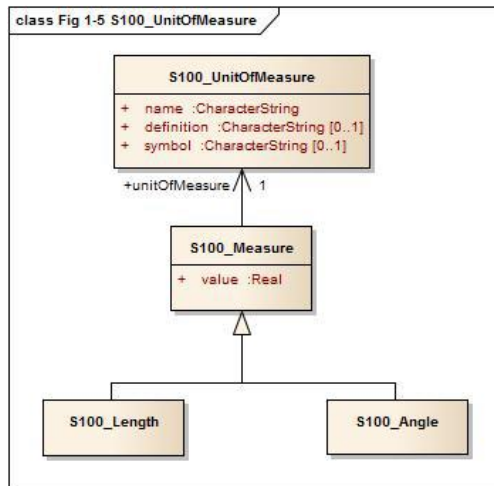 class Fig 1-5 S100_UnitOfMeasure
S100_UnitOfMeasure
+ name :CharacterString
+ definition :CharacterString [0..1]
+ symbol :CharacterString [0..1]
+unitOfMeasure 1
S100_Measure
+ value :Real
S100_Length S100_Angle